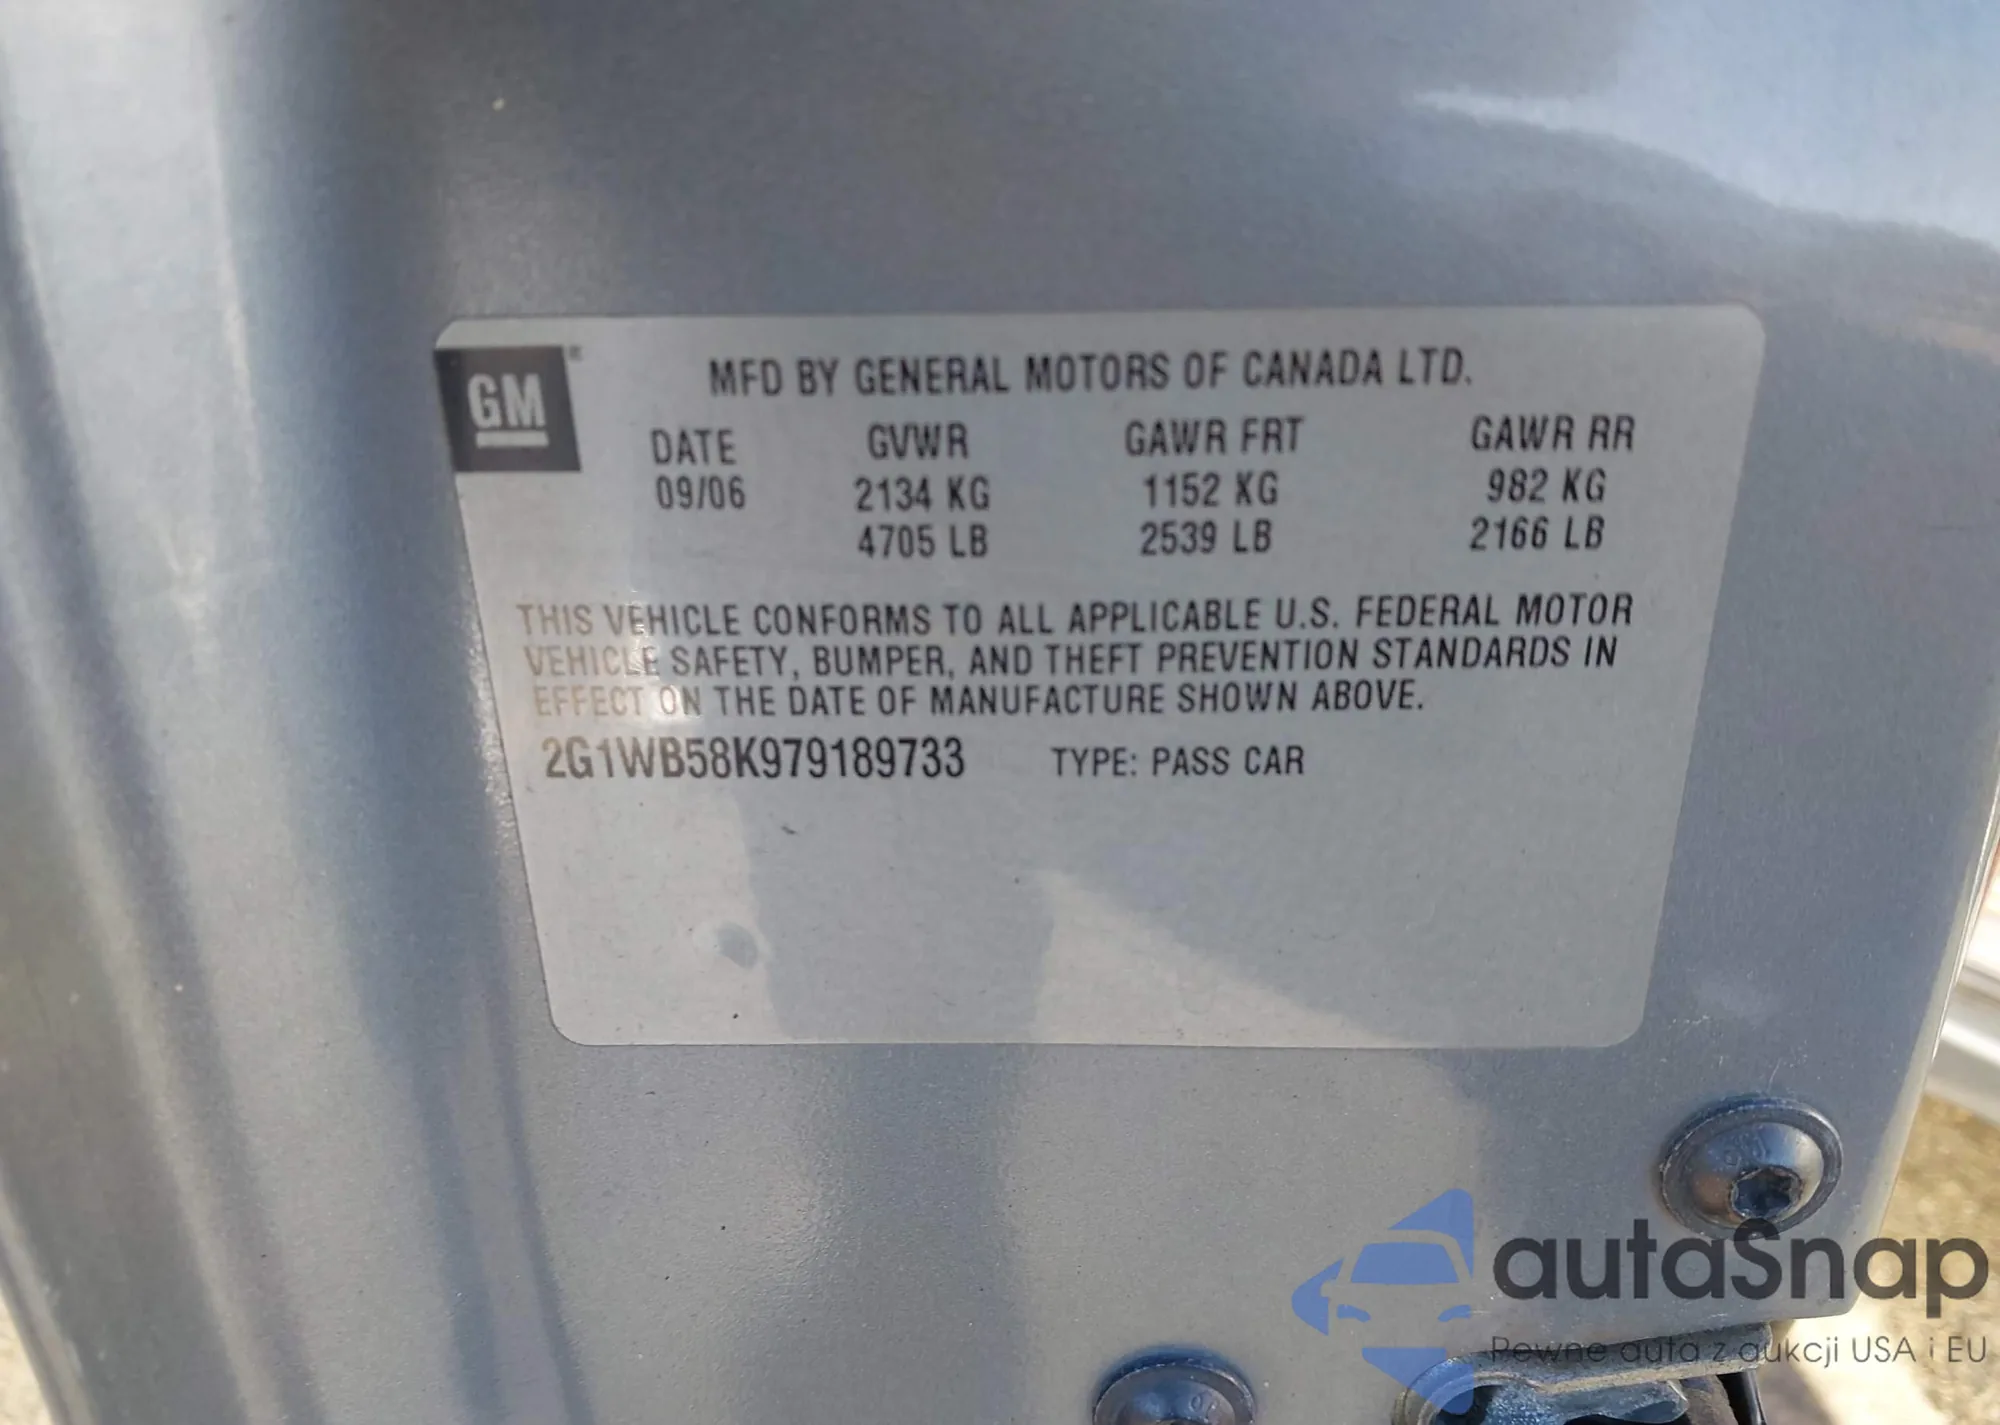 GM
MFD BY GENERAL MOTORS OF CANADA LTD.
DATE GVWR GAWR FRT GAWR RR
09/06 2134 KG 1152 KG 982 KG
4705 LB 2539 LB 2166 LB
THIS VEHICLE CONFORMS TO ALL APPLICABLE U.S. FEDERAL MOTOR
VEHICLE SAFETY, BUMPER, AND THEFT PREVENTION STANDARDS IN
EFFECT ON THE DATE OF MANUFACTURE SHOWN ABOVE.
2G1WB58K979189733 TYPE: PASS CAR
autaSnap
Pewne auta z aukcji USA i EU